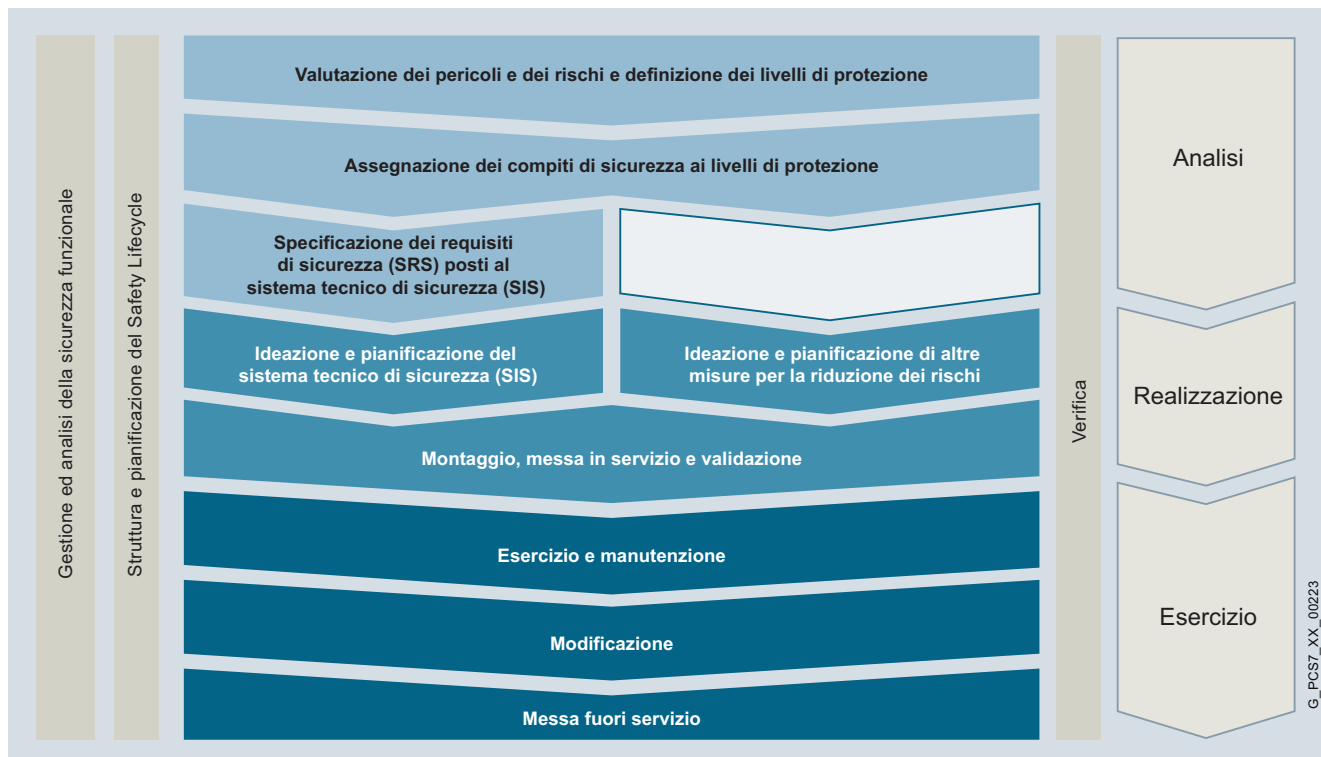 Gestione ed analisi della sicurezza funzionale
Struttura e pianificazione del Safety Lifecycle
Valutazione dei pericoli e dei rischi e definizione dei livelli di protezione
Assegnazione dei compiti di sicurezza ai livelli di protezione
Specificazione dei requisiti
di sicurezza (SRS) posti al
sistema tecnico di sicurezza (SIS)
Ideazione e pianificazione del
sistema tecnico di sicurezza (SIS)
Ideazione e pianificazione di altre
misure per la riduzione dei rischi
Montaggio, messa in servizio e validazione
Esercizio e manutenzione
Modificazione
Messa fuori servizio
Verifica
Analisi
Realizzazione
Esercizio
G_PCS7_XX_00223